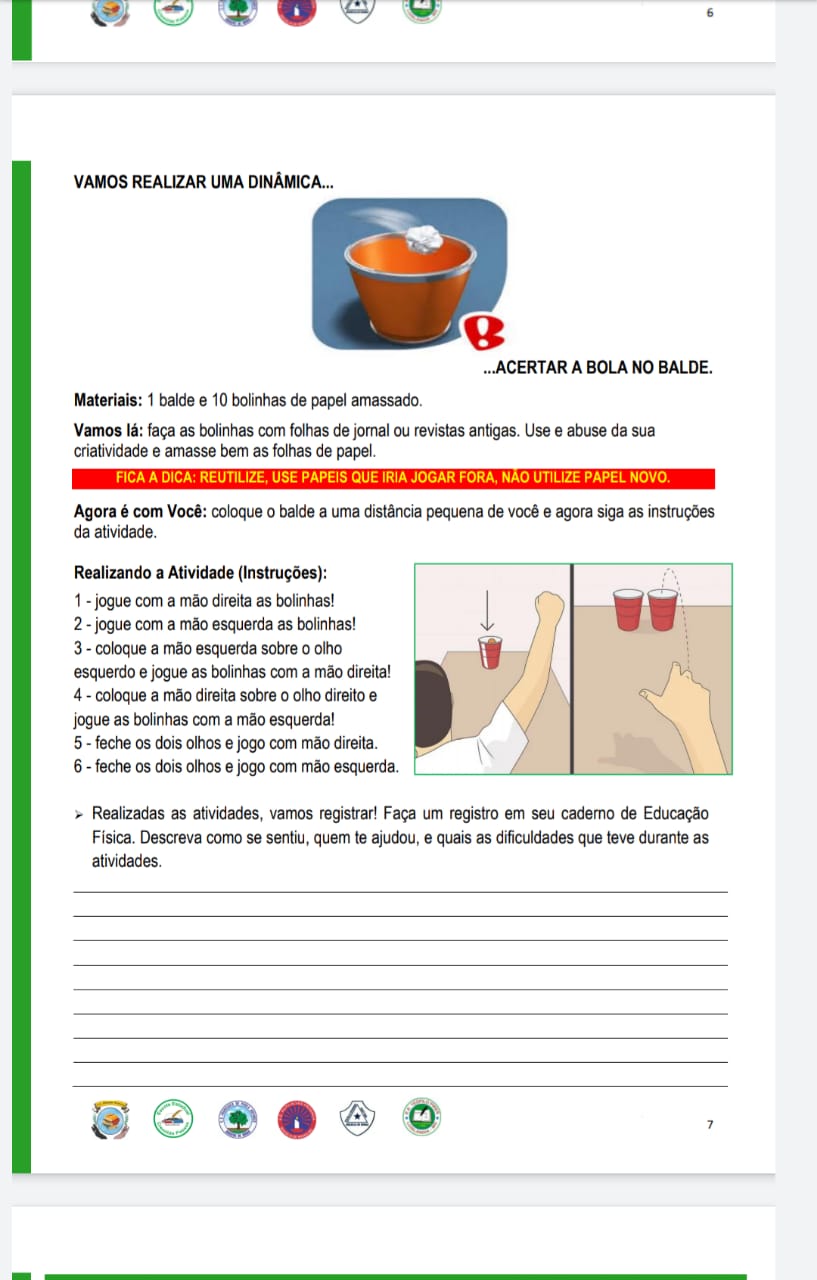 6
VAMOS REALIZAR UMA DINÂMICA...
...ACERTAR A BOLA NO BALDE.
Materiais: 1 balde e 10 bolinhas de papel amassado.
Vamos lá: faça as bolinhas com folhas de jornal ou revistas antigas. Use e abuse da sua
criatividade e amasse bem as folhas de papel.
FICA A DICA: REUTILIZE, USE PAPEIS QUE IRIA JOGAR FORA, NÃO UTILIZE PAPEL NOVO.
Agora é com Você: coloque o balde a uma distância pequena de você e agora siga as instruções
da atividade.
Realizando a Atividade (Instruções):
1 - jogue com a mão direita as bolinhas!
2 - jogue com a mão esquerda as bolinhas!
3 - coloque a mão esquerda sobre o olho
esquerdo e jogue as bolinhas com a mão direita!
4 - coloque a mão direita sobre o olho direito e
jogue as bolinhas com a mão esquerda!
5 - feche os dois olhos e jogo com mão direita.
6 - feche os dois olhos e jogo com mão esquerda.
➢ Realizadas as atividades, vamos registrar! Faça um registro em seu caderno de Educação
Física. Descreva como se sentiu, quem te ajudou, e quais as dificuldades que teve durante as
atividades.
7